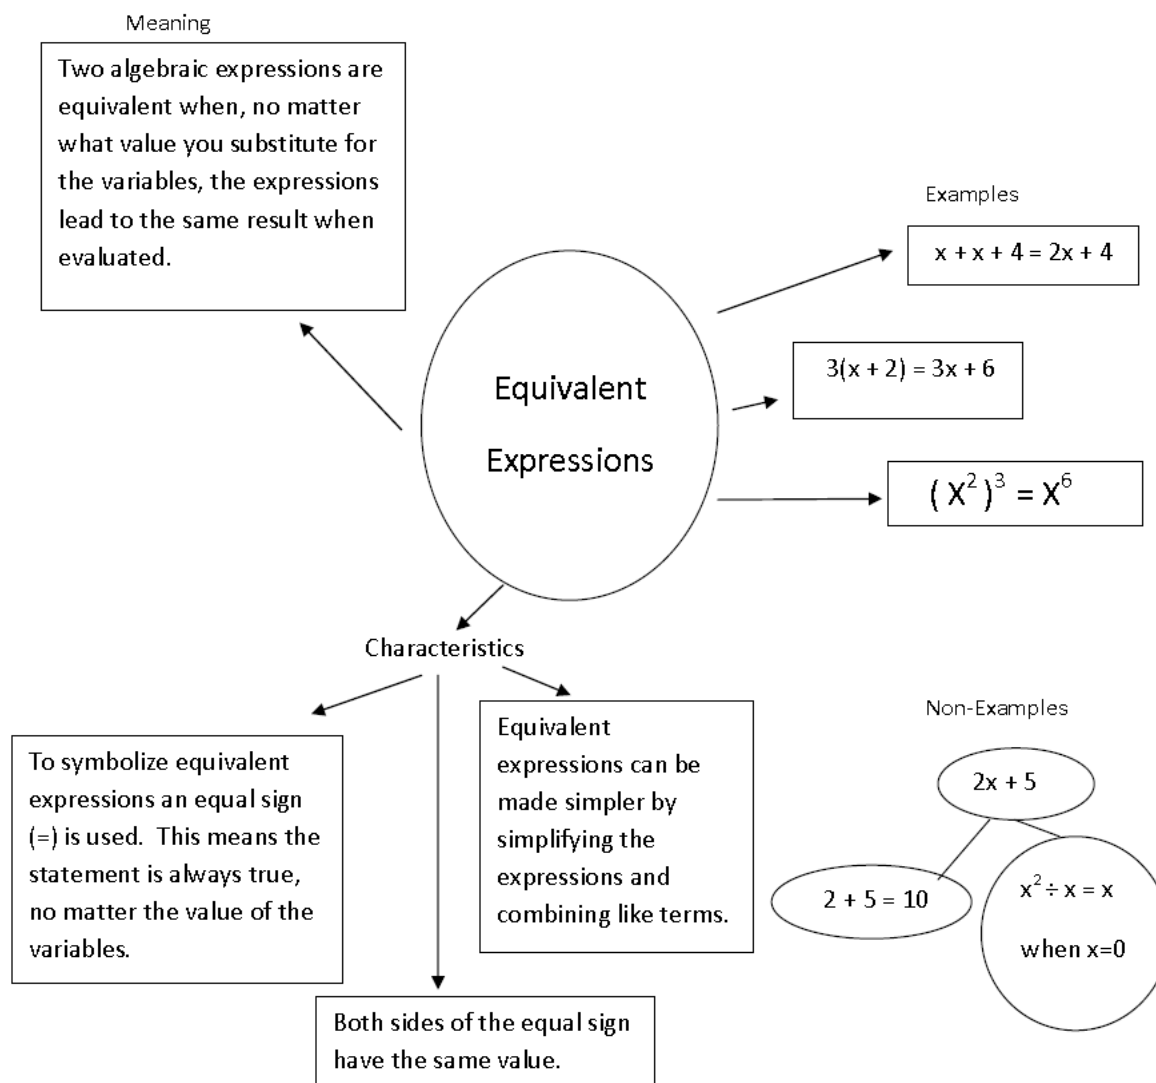 Meaning
Two algebraic expressions are
equivalent when, no matter
what value you substitute for
the variables, the expressions
lead to the same result when
evaluated.
Examples
x + x + 4 = 2x + 4
3(x + 2) = 3x + 6
(X²)³ = X⁶
Equivalent
Expressions
Characteristics
To symbolize equivalent
expressions an equal sign
(=) is used.  This means the
statement is always true,
no matter the value of the
variables.
Equivalent
expressions can be
made simpler by
simplifying the
expressions and
combining like terms.
Both sides of the equal sign
have the same value.
Non-Examples
2x + 5
2 + 5 = 10
x² ÷ x = x
when x=0